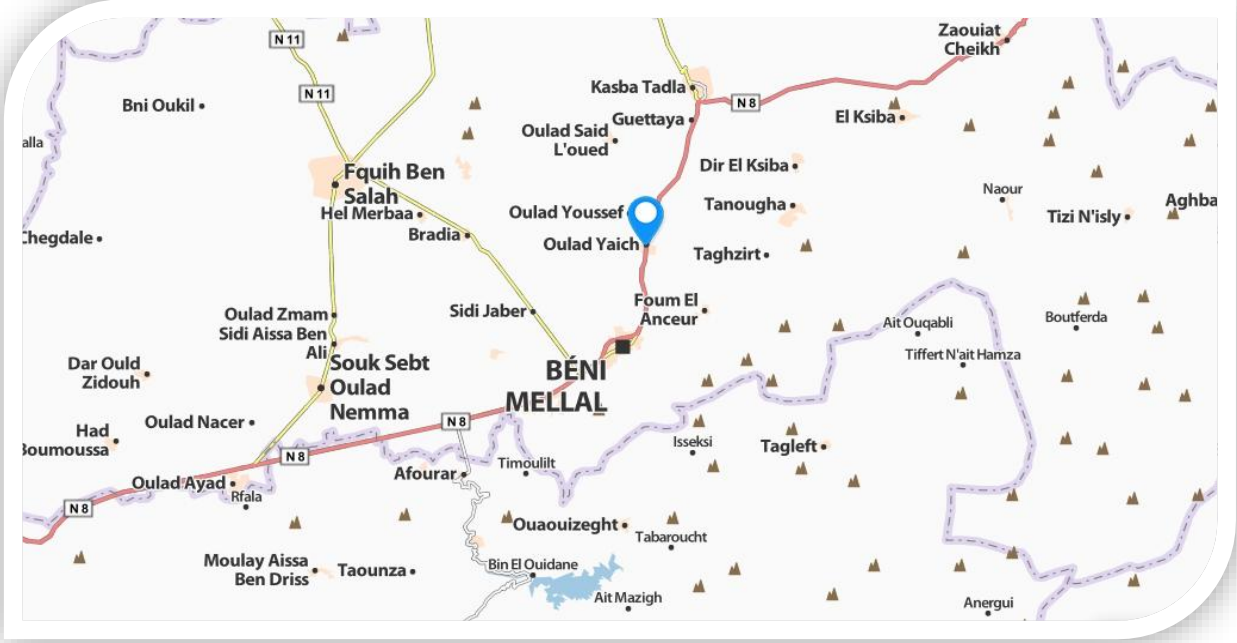 Zaouiat
Cheikh
N 11
Kasba Tadla
N 11
Bni Oukil
N 8
Guettaya
El Ksiba
Oulad Said
L'oued
alla
Dir El Ksiba
Fquih Ben
Salah
Naour
Aghba
Tanougha
Oulad Youssef
Hel Merbaa
Tizi N'isly
Bradia
Chegdale
Oulad Yaich
Taghzirt
Foum El
Anceur
Oulad Zmam
Sidi Jaber
Boutferda
Ait Ouqabli
Sidi Aissa Ben
Ali
Tiffert N'ait Hamza
Dar Ould
Zidouh
Souk Sebt
Oulad
Nemma
BÉNI
MELLAL
Oulad Nacer
N 8
Had
Boumoussa
Isseksi
Tagleft
N 8
Timoulilt
Afourar
Oulad Ayad
Rfala
N 8
Ouaouizeght
Tabaroucht
Moulay Aissa
Ben Driss
Taounza
Bin El Ouidane
Ait Mazigh
Anergui